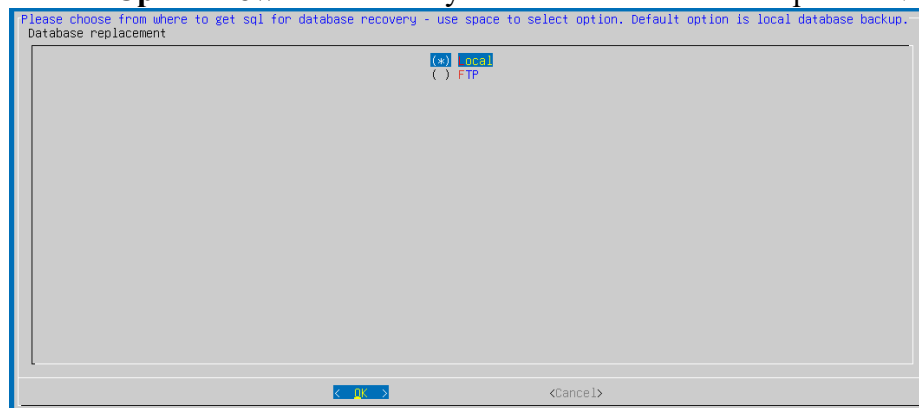 Please choose from where to get sql for database recovery - use space to select option. Default option is local database backup.
Database replacement
(*) Local
( ) FTP
< OK >
<Cancel>